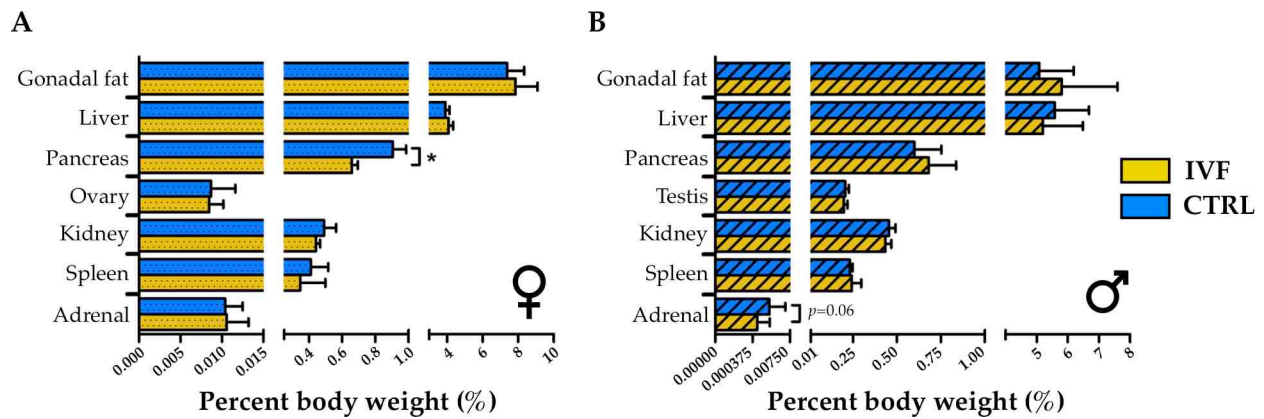 A
Gonadal fat
Liver
Pancreas
Ovary
Kidney
Spleen
Adrenal
*
0.000 0.005 0.010 0.015 0.4 0.8 1.0 4 6 8 10
Percent body weight (%)
♀
B
Gonadal fat
Liver
Pancreas
Testis
Kidney
Spleen
Adrenal
p=0.06
0.00000 0.000375 0.00750 0.01 0.25 0.50 0.75 1.00 5 6 7 8
Percent body weight (%)
♂
IVF
CTRL